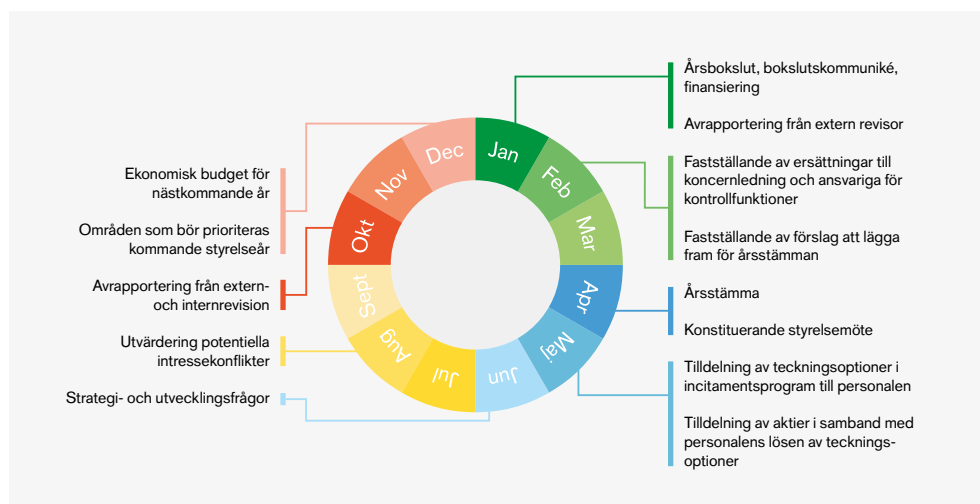 Årsbokslut, bokslutskommuniké,
finansiering
Avrapportering från extern revisor
Fastställande av ersättningar till
koncernledning och ansvariga för
kontrollfunktioner
Fastställande av förslag att lägga
fram för årsstämman
Årsstämma
Konstituerande styrelsemöte
Tilldelning av teckningsoptioner i
incitamentsprogram till personalen
Tilldelning av aktier i samband med
personalens lösen av tecknings-
optioner
Jan
Feb
Mar
Apr
Maj
Jun
Jul
Aug
Sept
Okt
Nov
Dec
Ekonomisk budget för
nästkommande år
Områden som bör prioriteras
kommande styrelseår
Avrapportering från extern-
och internrevision
Utvärdering potentiella
intressekonflikter
Strategi- och utvecklingsfrågor